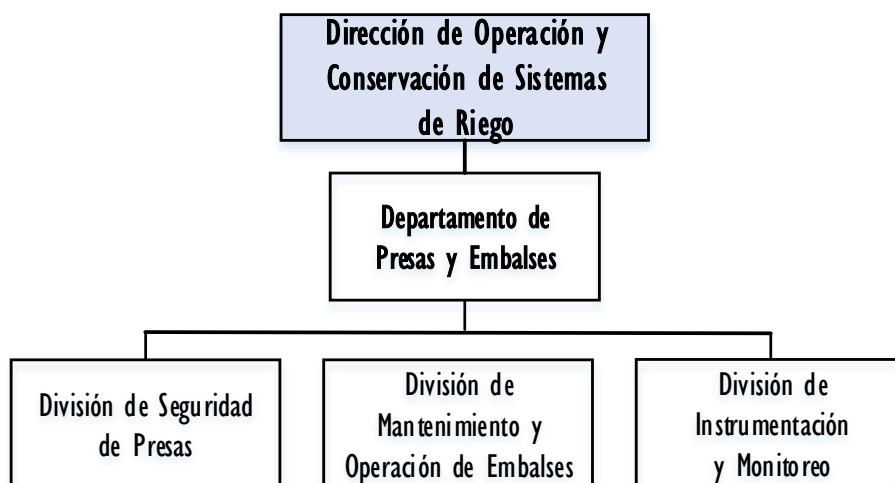 Dirección de Operación y
Conservación de Sistemas
de Riego
Departamento de
Presas y Embalses
División de Seguridad
de Presas
División de
Mantenimiento y
Operación de Embalses
División de
Instrumentación
y Monitoreo